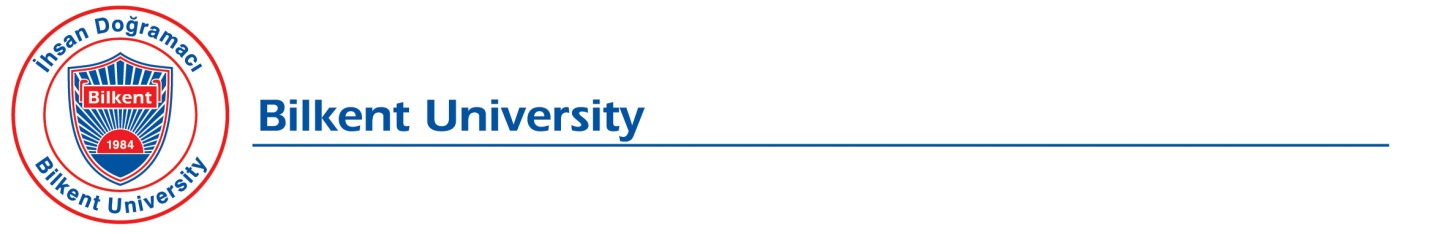 İhsan Doğramacı
Bilkent
1984
Bilkent University
Bilkent University